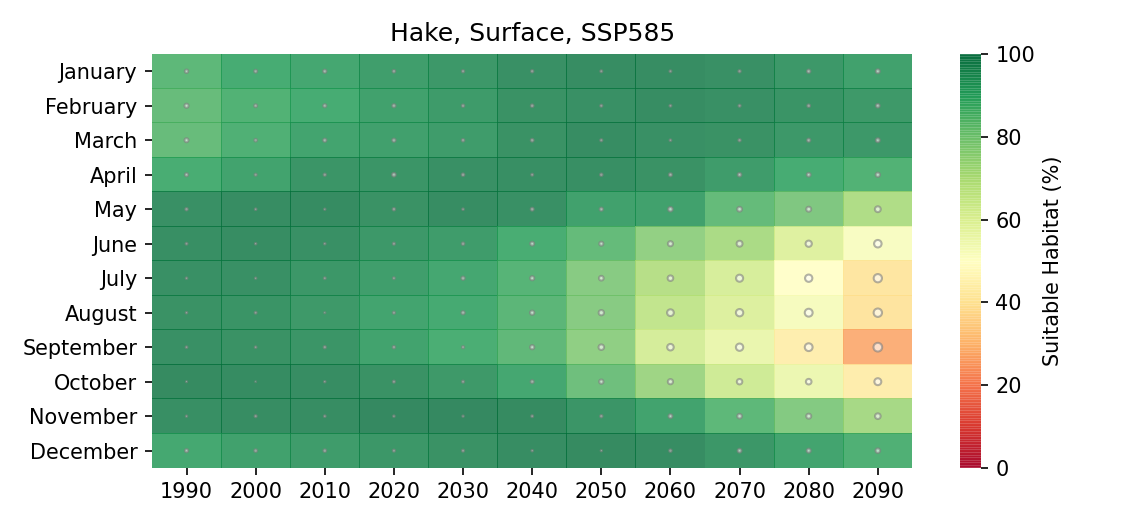 Hake, Surface, SSP585
January
February
March
April
May
June
July
August
September
October
November
December
1990 2000 2010 2020 2030 2040 2050 2060 2070 2080 2090
100
80
60
40
20
0
Suitable Habitat (%)